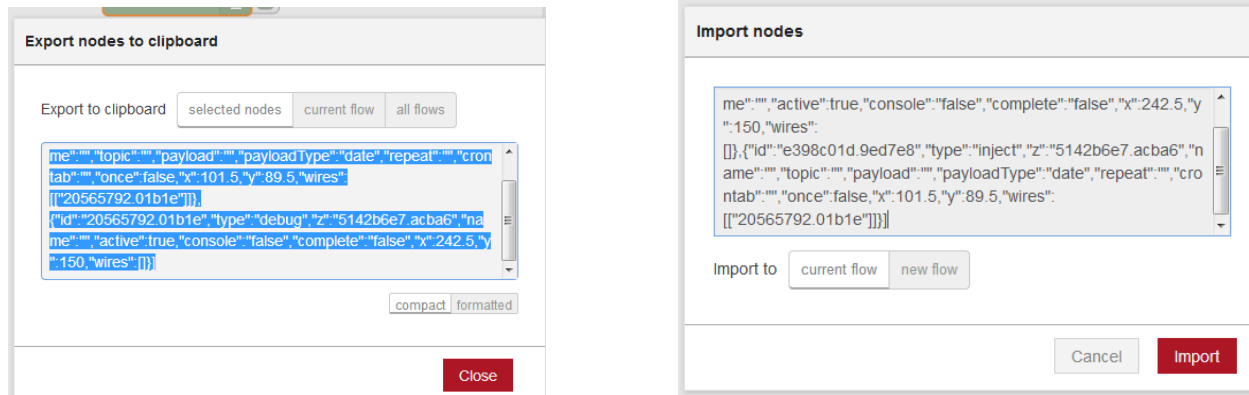 Export nodes to clipboard
Export to clipboard selected nodes current flow all flows
me":"","topic":"","payload":"","payloadType":"date","repeat":"","cron
tab":"","once":false,"x":101.5,"y":89.5,"wires":
[["20565792.01b1e"]]},
{"id":"20565792.01b1e","type":"debug","z":"5142b6e7.acba6","na
me":"","active":true,"console":"false","complete":"false","x":242.5,"y
":150,"wires":[]}]
compact formatted
Close
Import nodes
me":"","active":true,"console":"false","complete":"false","x":242.5,"y
":150,"wires":
[]},{"id":"e398c01d.9ed7e8","type":"inject","z":"5142b6e7.acba6","n
ame":"","topic":"","payload":"","payloadType":"date","repeat":"","cro
ntab":"","once":false,"x":101.5,"y":89.5,"wires":
[["20565792.01b1e"]]}]
Import to current flow new flow
Cancel Import